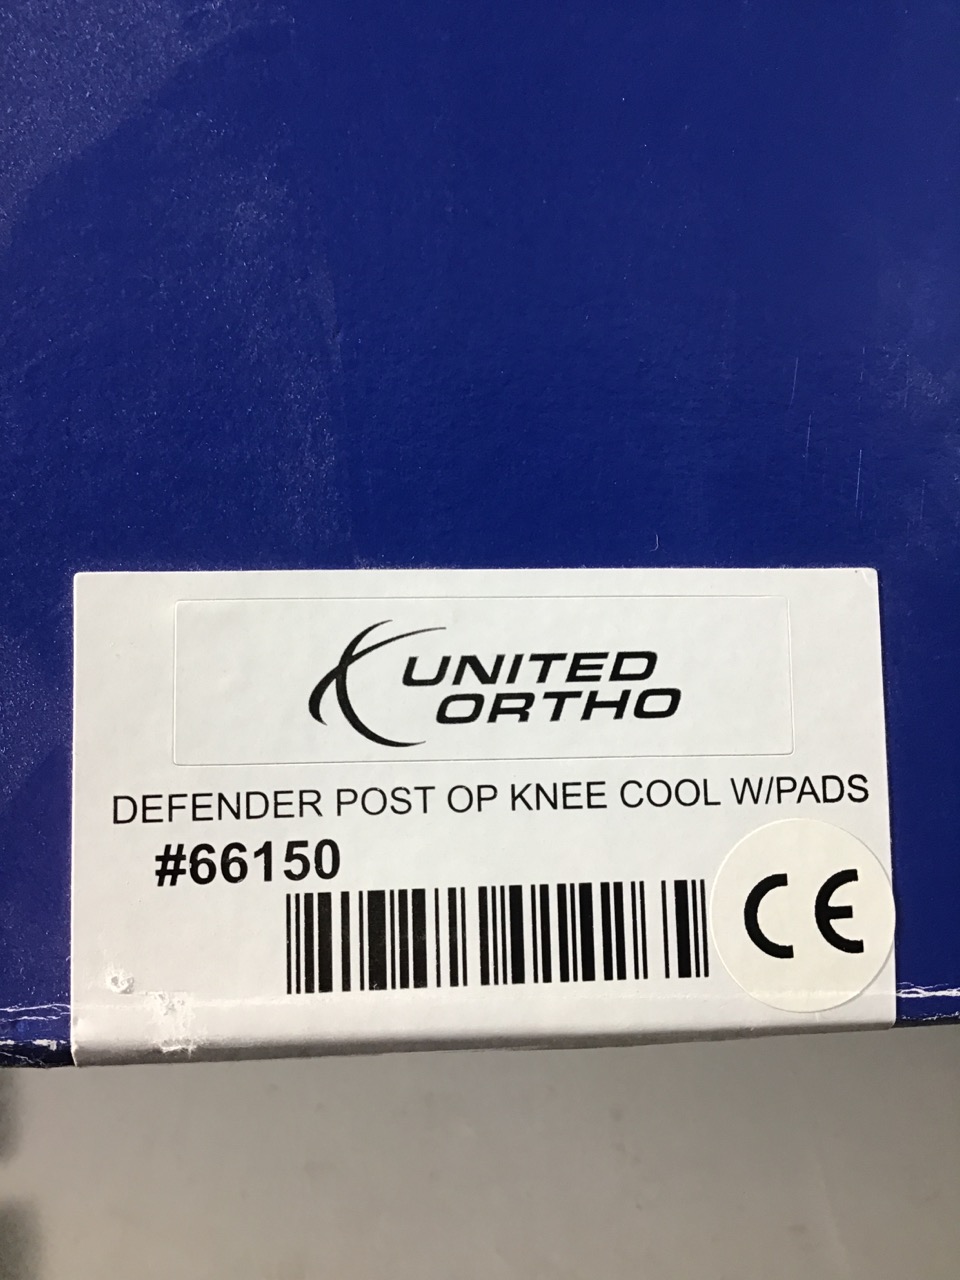 UNITED
ORTHO
DEFENDER POST OP KNEE COOL W/PADS
#66150
CE